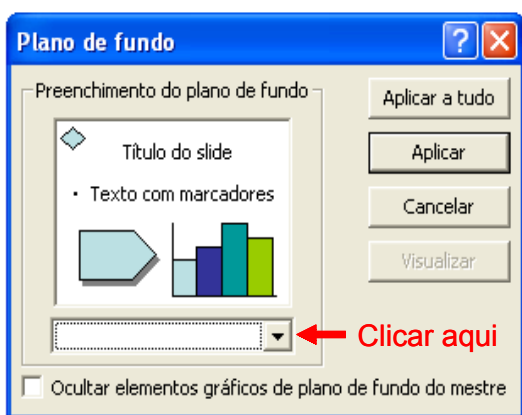 Plano de fundo
Preenchimento do plano de fundo
Título do slide
• Texto com marcadores
Aplicar a tudo
Aplicar
Cancelar
Visualizar
Clicar aqui
Ocultar elementos gráficos de plano de fundo do mestre